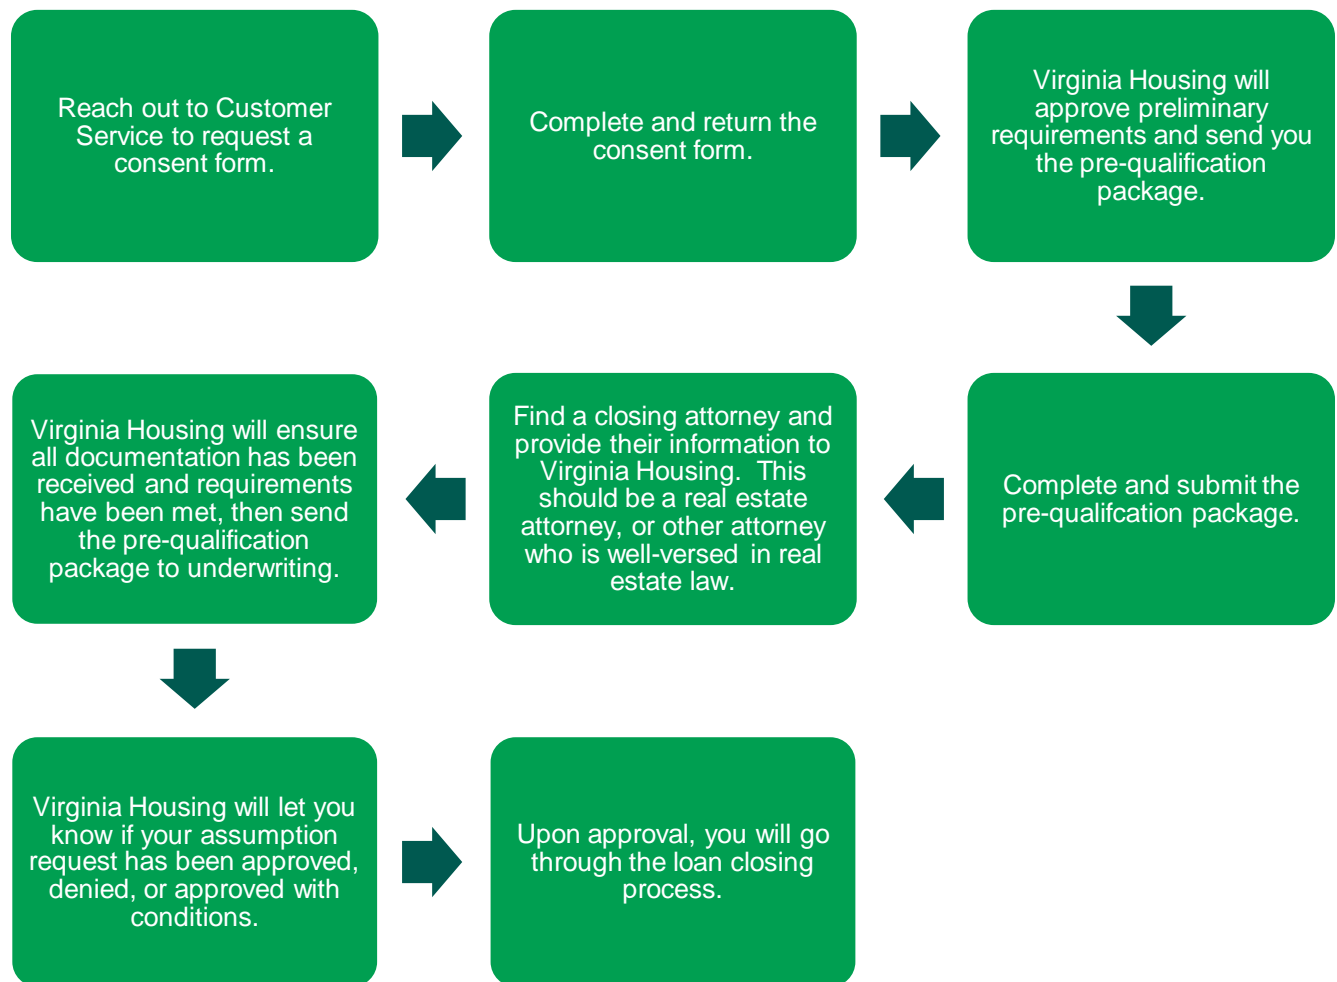 Reach out to Customer
Service to request a
consent form.
Complete and return the
consent form.
Virginia Housing will
approve preliminary
requirements and send you
the pre-qualification
package.
Complete and submit the
pre-qualifcation package.
Find a closing attorney and
provide their information to
Virginia Housing. This
should be a real estate
attorney, or other attorney
who is well-versed in real
estate law.
Virginia Housing will ensure
all documentation has been
received and requirements
have been met, then send
the pre-qualification
package to underwriting.
Virginia Housing will let you
know if your assumption
request has been approved,
denied, or approved with
conditions.
Upon approval, you will go
through the loan closing
process.